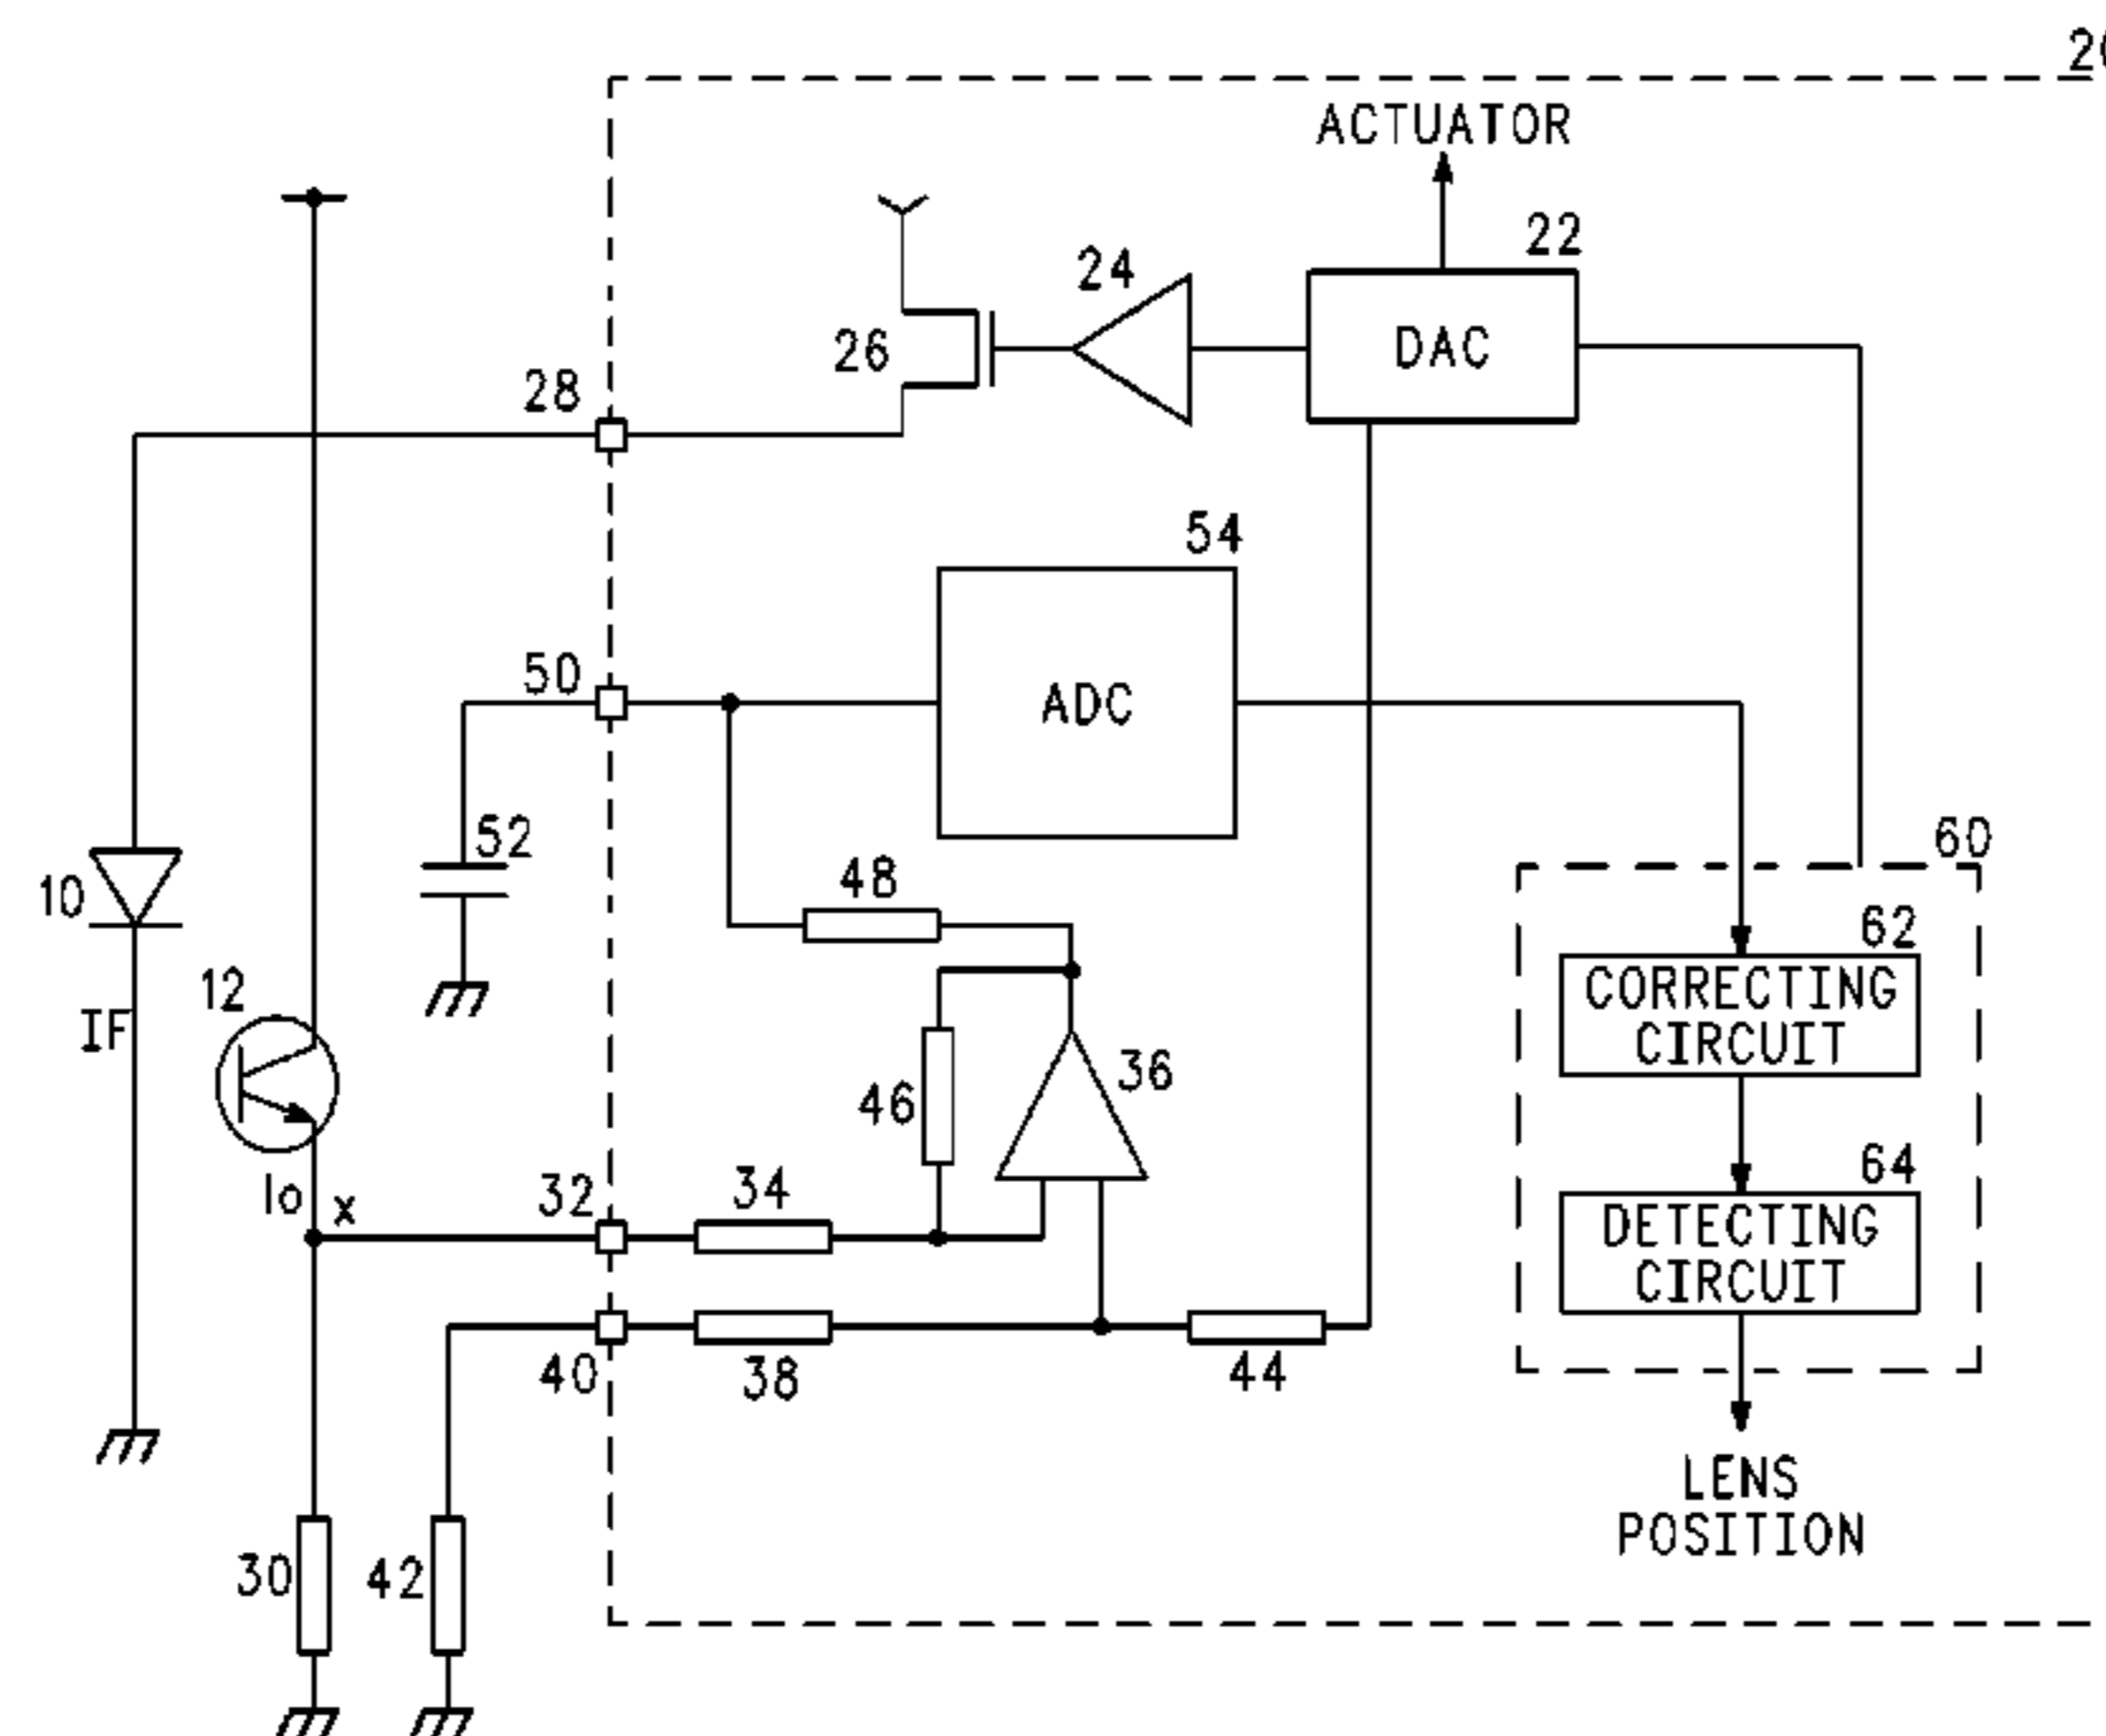 ACTUATOR
22
24
DAC
26
28
54
50
ADC
52
60
48
10
62
12
CORRECTING
CIRCUIT
IF
36
46
64
34
32
Io
x
DETECTING
CIRCUIT
40
38
44
LENS
POSITION
30
42